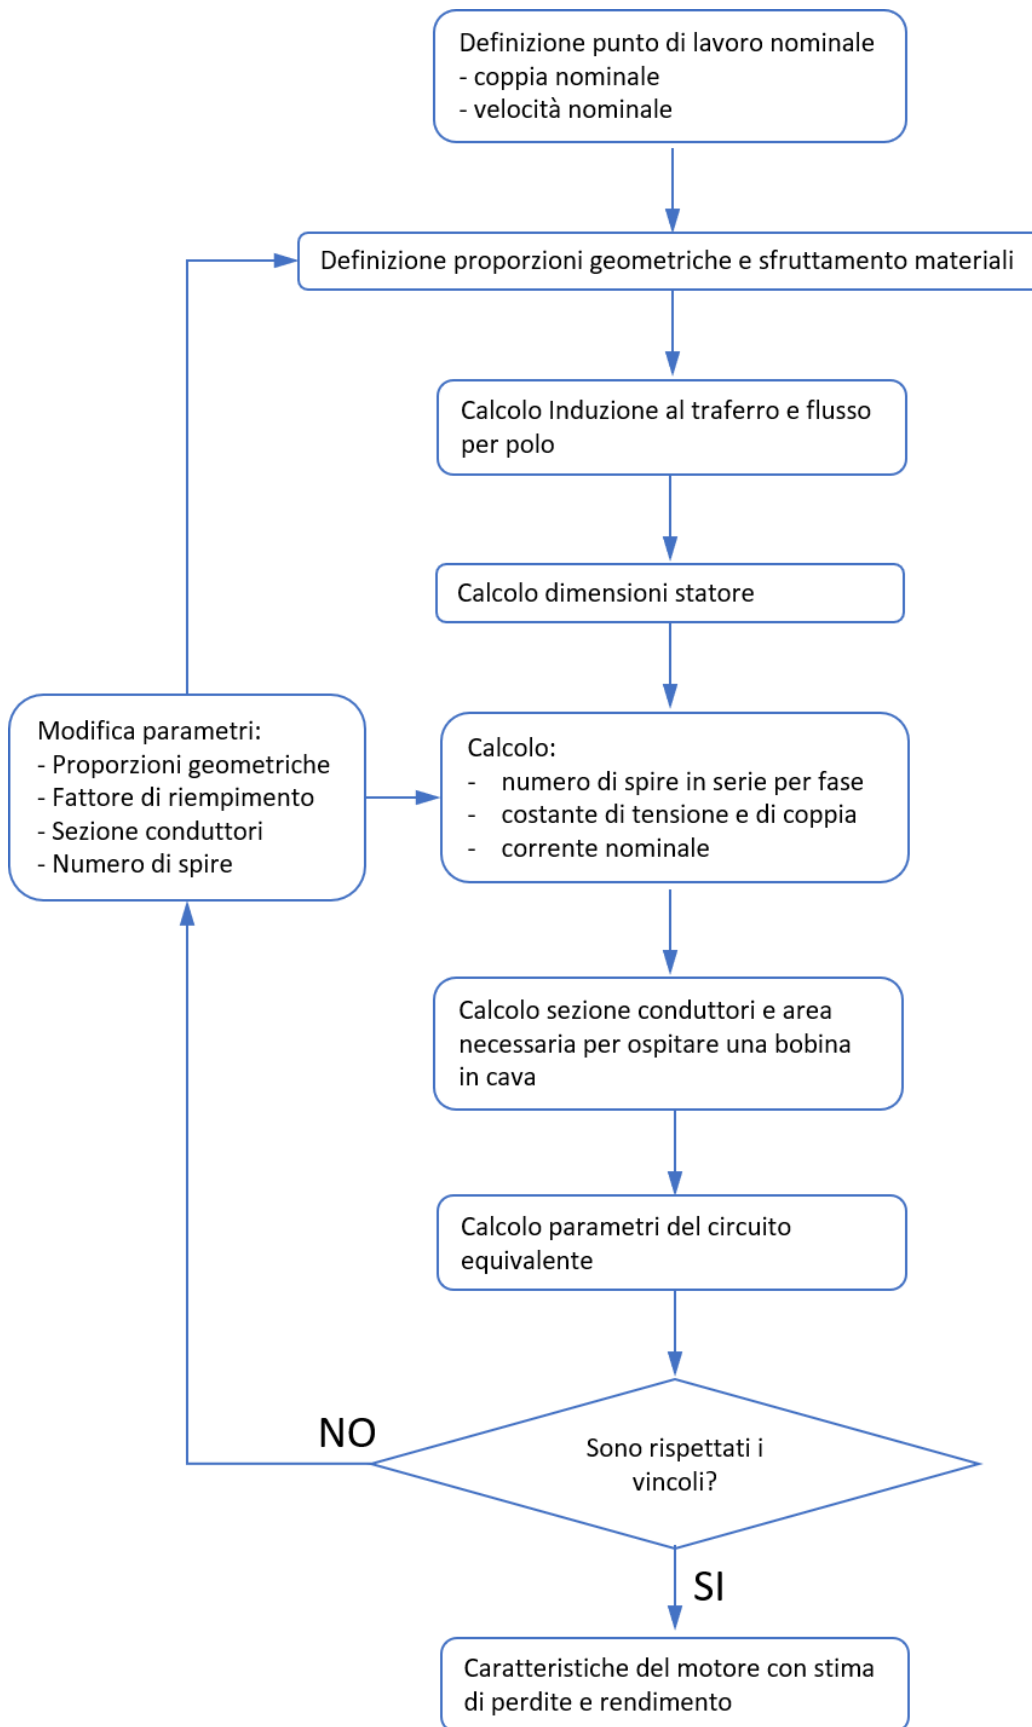 Definizione punto di lavoro nominale
- coppia nominale
- velocità nominale
Definizione proporzioni geometriche e sfruttamento materiali
Calcolo Induzione al traferro e flusso
per polo
Calcolo dimensioni statore
Modifica parametri:
- Proporzioni geometriche
- Fattore di riempimento
- Sezione conduttori
- Numero di spire
Calcolo:
- numero di spire in serie per fase
- costante di tensione e di coppia
- corrente nominale
Calcolo sezione conduttori e area
necessaria per ospitare una bobina
in cava
Calcolo parametri del circuito
equivalente
NO
Sono rispettati i
vincoli?
SI
Caratteristiche del motore con stima
di perdite e rendimento